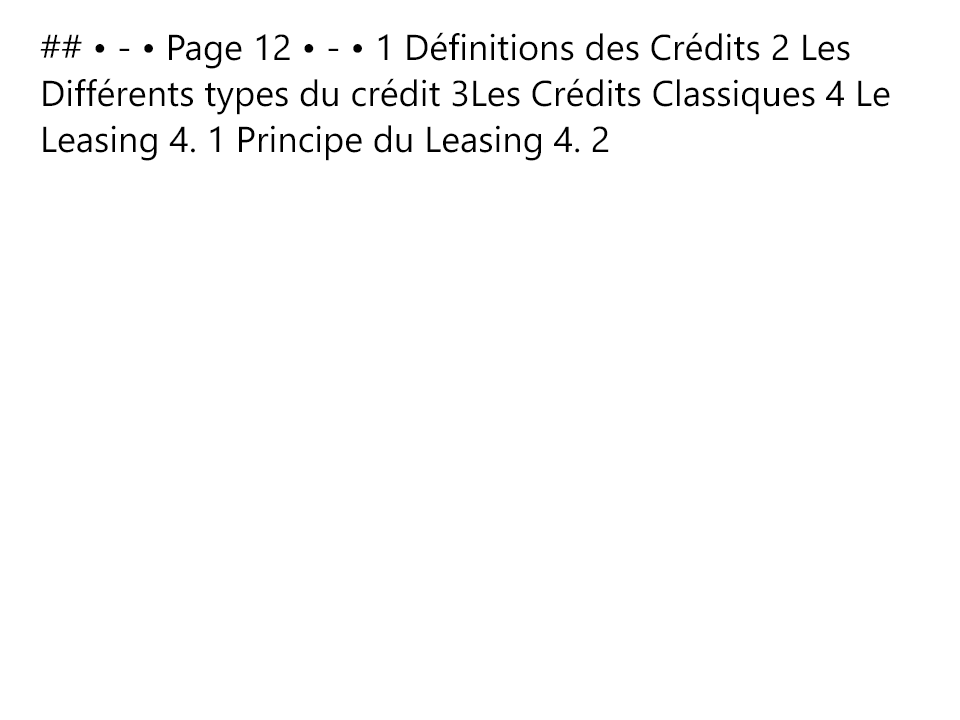 ## • - • Page 12 • - • 1 Définitions des Crédits 2 Les
Différents types du crédit 3Les Crédits Classiques 4 Le
Leasing 4. 1 Principe du Leasing 4. 2